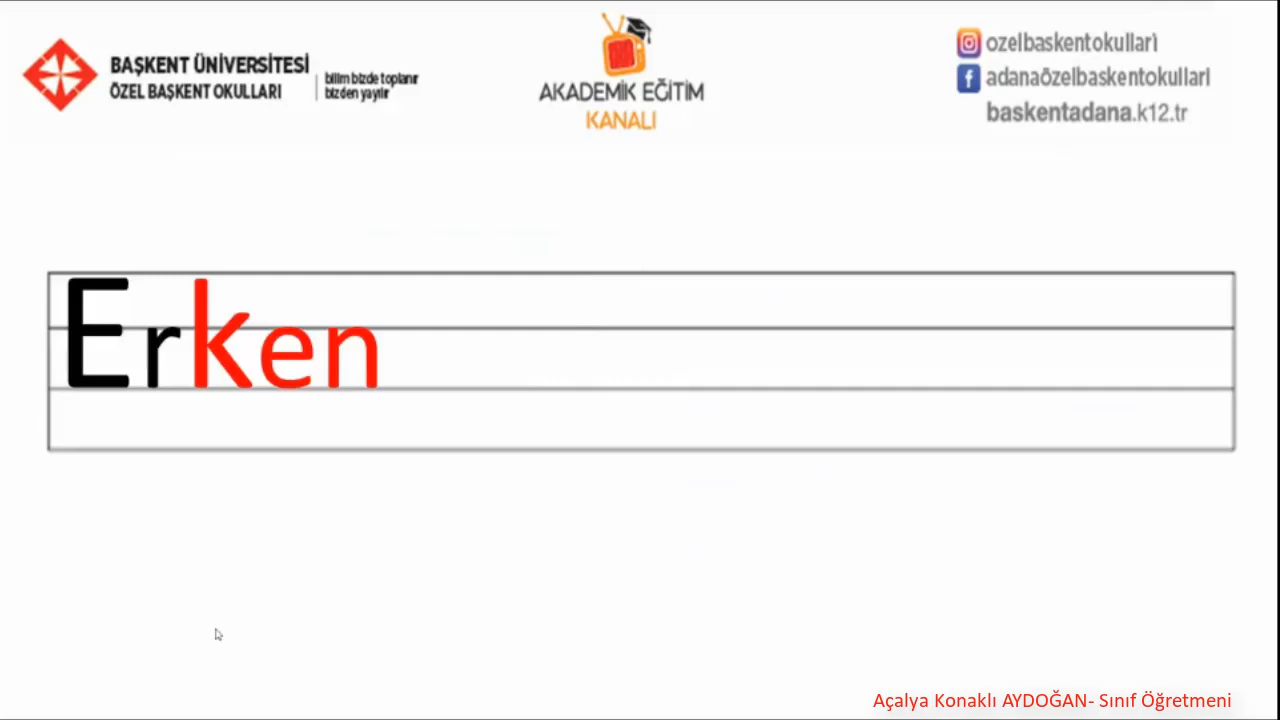 BAŞKENT ÜNİVERSİTESİ
ÖZEL BAŞKENT OKULLARI
bilim bizde toplanır
bizden yayılır
AKADEMİK EĞİTİM
KANALI
ozelbaskentokullari
adanaözelbaskentokullari
baskentadana.k12.tr
Erken
Açalya Konaklı AYDOĞAN- Sınıf Öğretmeni